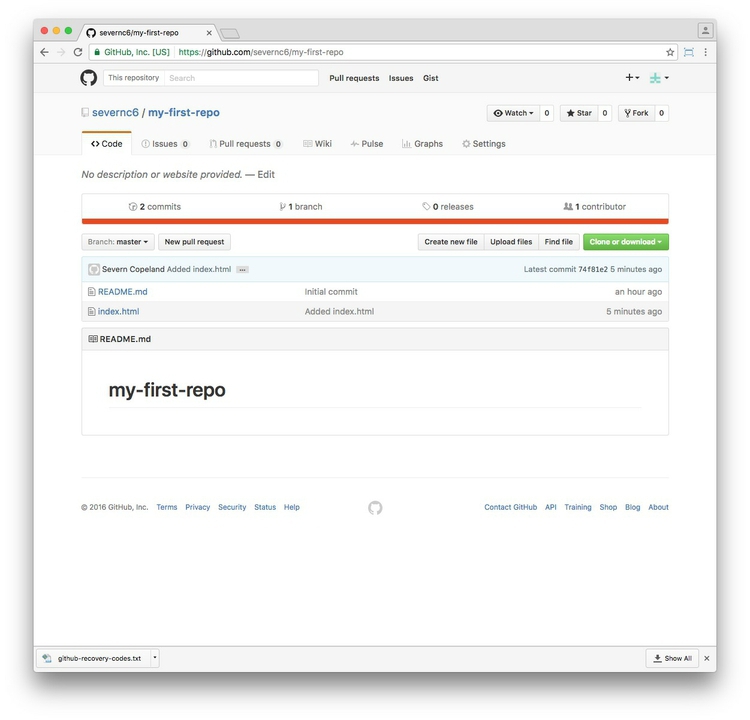 severnc6/my-first-repo
GitHub, Inc. [US] https://github.com/severnc6/my-first-repo
This repository Search Pull requests Issues Gist
severnc6 / my-first-repo Watch 0 Star 0 Fork 0
Code Issues 0 Pull requests 0 Wiki Pulse Graphs Settings
No description or website provided. — Edit
2 commits 1 branch 0 releases 1 contributor
Branch: master New pull request Create new file Upload files Find file Clone or download
Severn Copeland Added index.html ... Latest commit 74f81e2 5 minutes ago
README.md Initial commit an hour ago
index.html Added index.html 5 minutes ago
README.md
my-first-repo
© 2016 GitHub, Inc. Terms Privacy Security Status Help Contact GitHub API Training Shop Blog About
github-recovery-codes.txt Show All